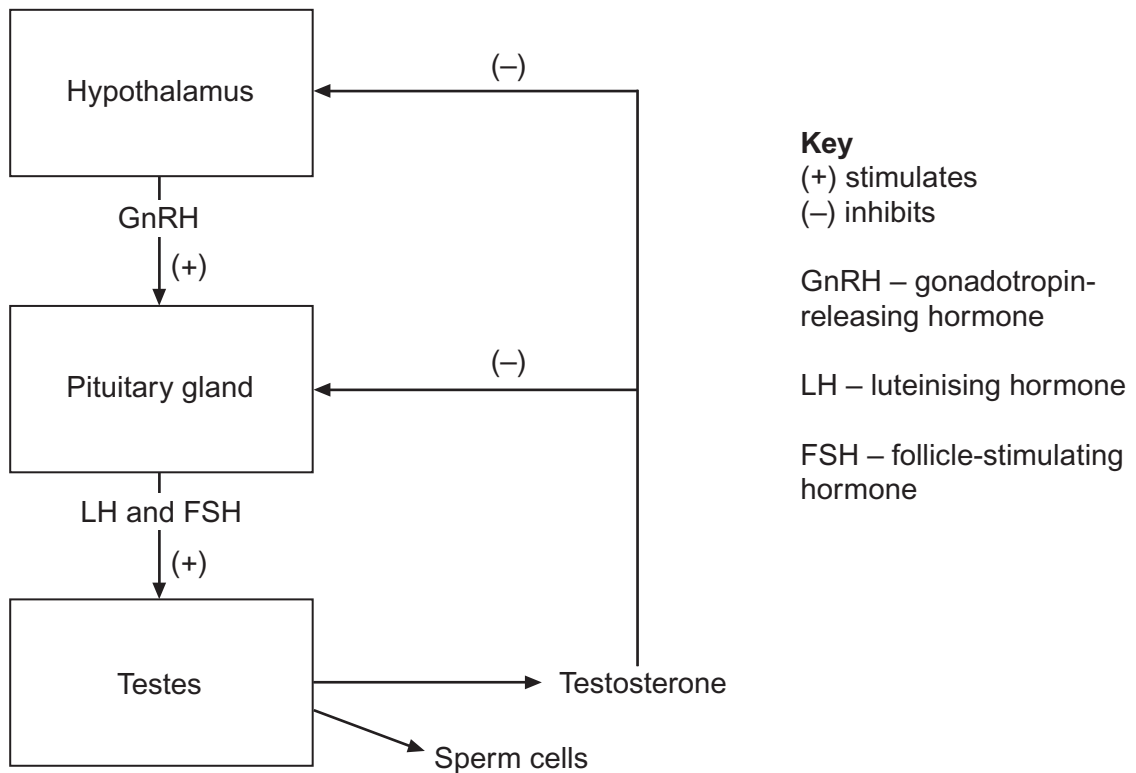 (–)
Hypothalamus
Key
(+) stimulates
(–) inhibits
GnRH
(+)
GnRH – gonadotropin-
releasing hormone
(–)
Pituitary gland
LH – luteinising hormone
FSH – follicle-stimulating
hormone
LH and FSH
(+)
Testes
Testosterone
Sperm cells